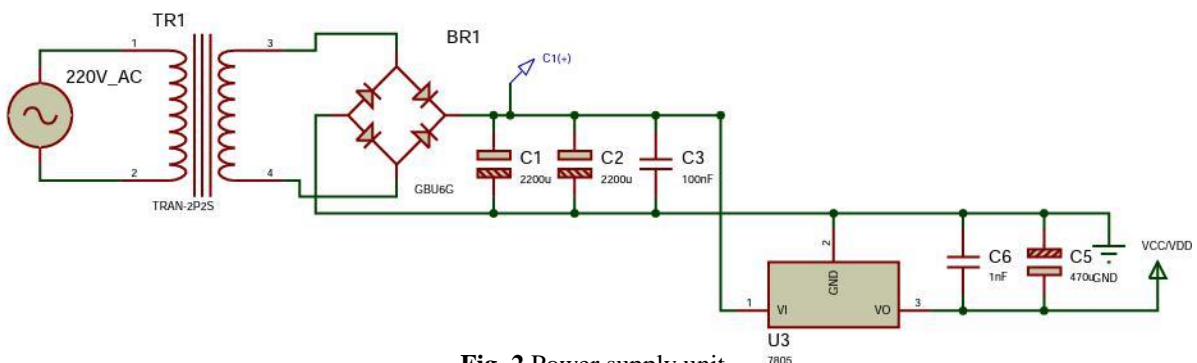 TR1
BR1
C1(+)
220V_AC
1
3
2
4
TRAN-2P2S
GBU6G
C1
2200u
C2
2200u
C3
100nF
2
GND
1
VI
VO
3
U3
7805
C6
1nF
C5
470u
GND
VCC/VDD
Fig. 2 Power supply unit